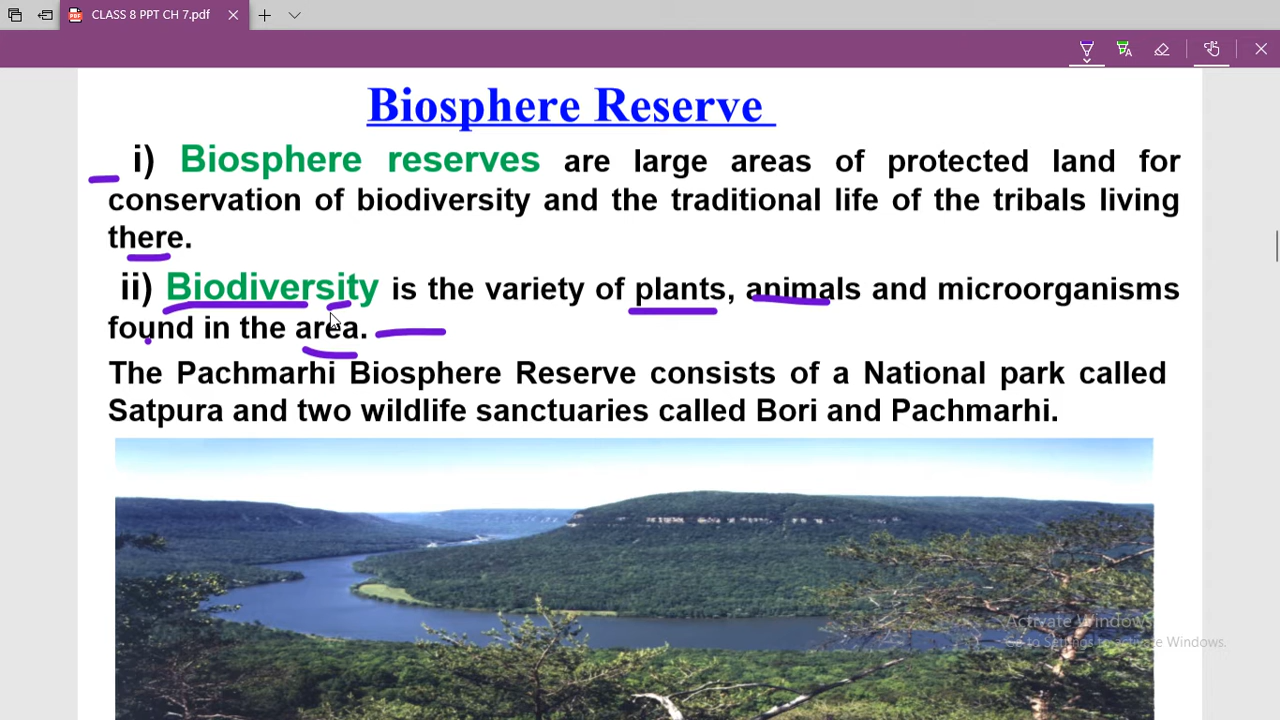 CLASS 8 PPT CH 7.pdf
Biosphere Reserve
i) Biosphere reserves are large areas of protected land for
conservation of biodiversity and the traditional life of the tribals living
there.
ii) Biodiversity is the variety of plants, animals and microorganisms
found in the area.
The Pachmarhi Biosphere Reserve consists of a National park called
Satpura and two wildlife sanctuaries called Bori and Pachmarhi.
Activate Windows
Go to Settings to activate Windows.